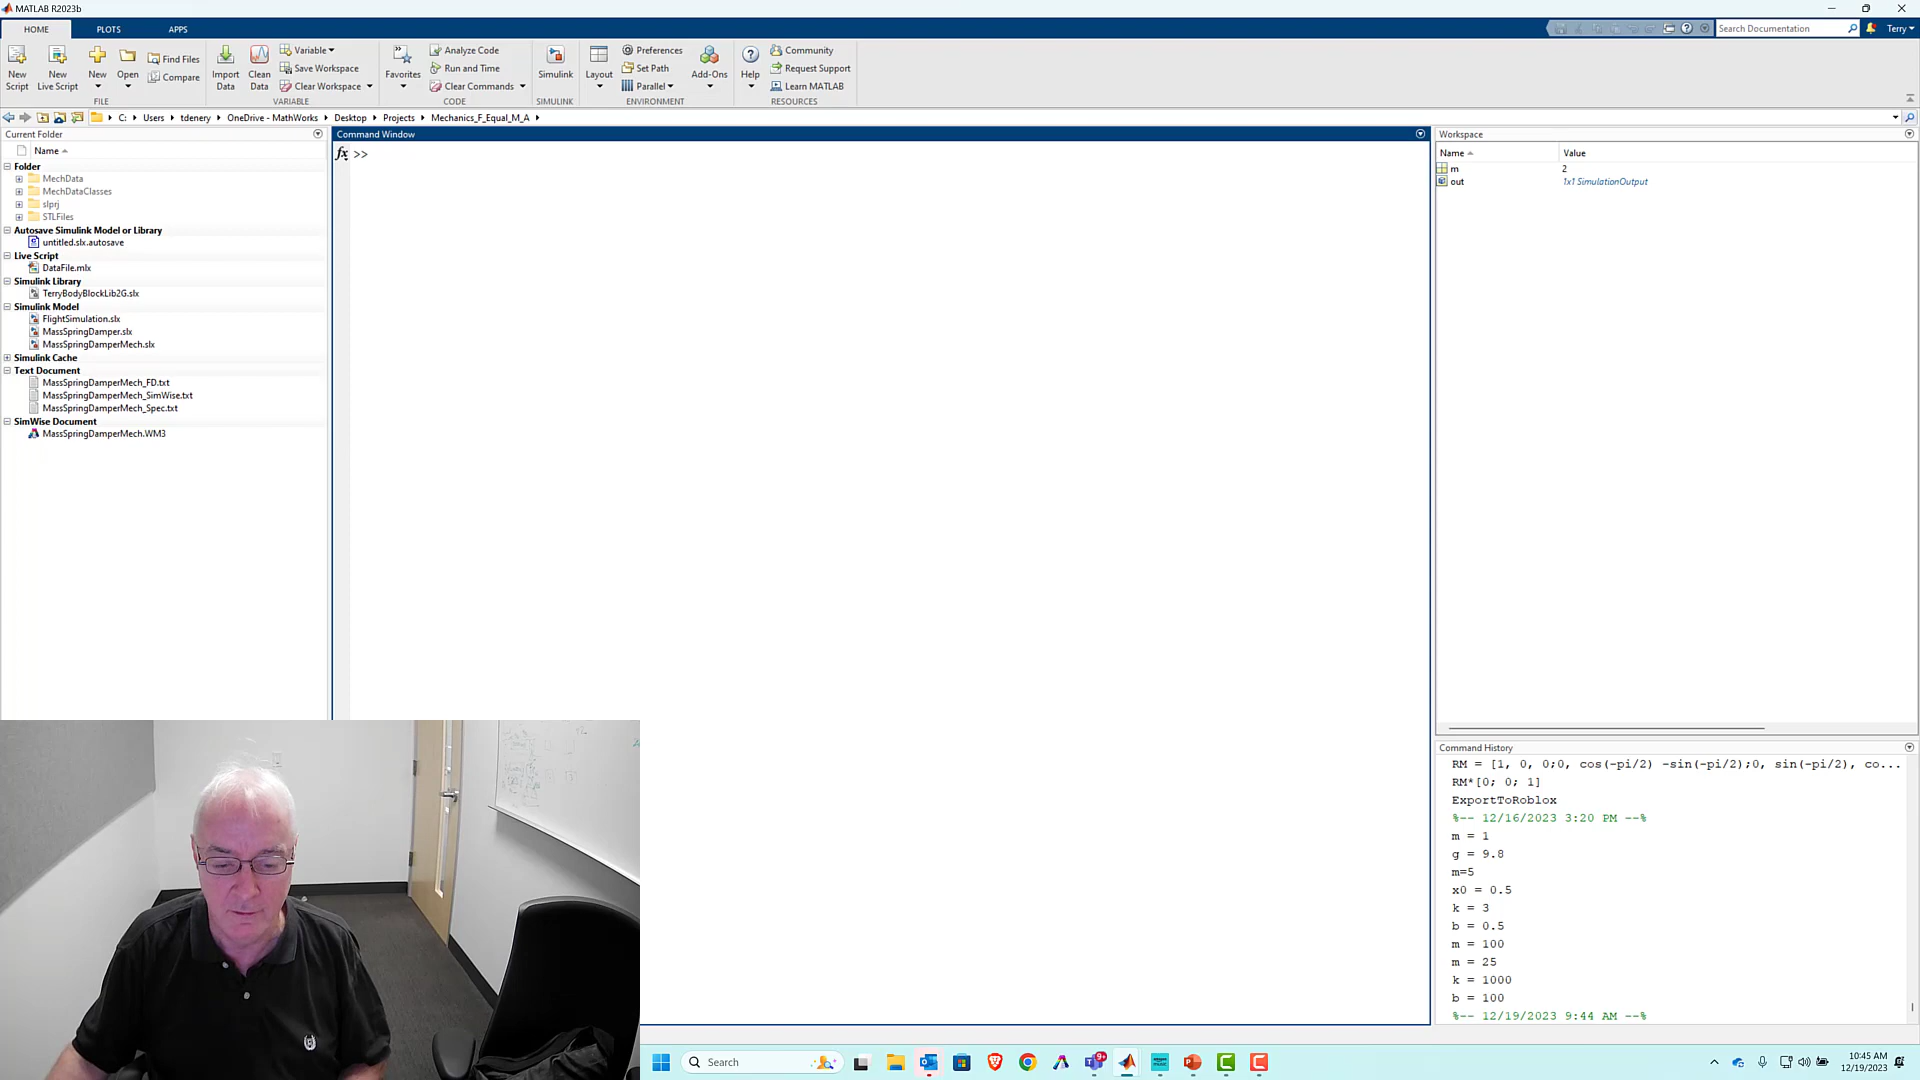 MATLAB R2023b
HOME
PLOTS
APPS
Search Documentation
Terry
New Script
New Live Script
New
Open
Find Files
Compare
Import Data
Clean Data
Variable
Save Workspace
Clear Workspace
Favorites
Analyze Code
Run and Time
Clear Commands
Simulink
Layout
Preferences
Set Path
Parallel
Add-Ons
Help
Community
Request Support
Learn MATLAB
FILE
VARIABLE
CODE
SIMULINK
ENVIRONMENT
RESOURCES
C: Users tdenery OneDrive - MathWorks Desktop Projects Mechanics_F_Equal_M_A
Current Folder
Name
Folder
MechData
MechDataClasses
slprj
STLFiles
Autosave Simulink Model or Library
untitled.slx.autosave
Live Script
DataFile.mlx
Simulink Library
TerryBodyBlockLib2G.slx
Simulink Model
FlightSimulation.slx
MassSpringDamper.slx
MassSpringDamperMech.slx
Simulink Cache
Text Document
MassSpringDamperMech_FD.txt
MassSpringDamperMech_SimWise.txt
MassSpringDamperMech_Spec.txt
SimWise Document
MassSpringDamperMech.WM3
Command Window
fx >>
Workspace
Name Value
m 2
out 1x1 SimulationOutput
Command History
RM = [1, 0, 0;0, cos(-pi/2) -sin(-pi/2);0, sin(-pi/2), co...
RM*[0; 0; 1]
ExportToRoblox
%-- 12/16/2023 3:20 PM --%
m = 1
g = 9.8
m=5
x0 = 0.5
k = 3
b = 0.5
m = 100
m = 25
k = 1000
b = 100
%-- 12/19/2023 9:44 AM --%
Search
9+
10:45 AM
12/19/2023